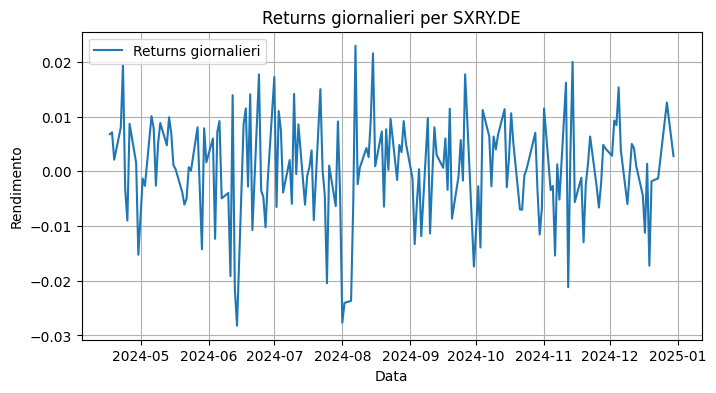 Returns giornalieri per SXRY.DE
Returns giornalieri
Rendimento
0.02
0.01
0.00
−0.01
−0.02
−0.03
2024-05 2024-06 2024-07 2024-08 2024-09 2024-10 2024-11 2024-12 2025-01
Data